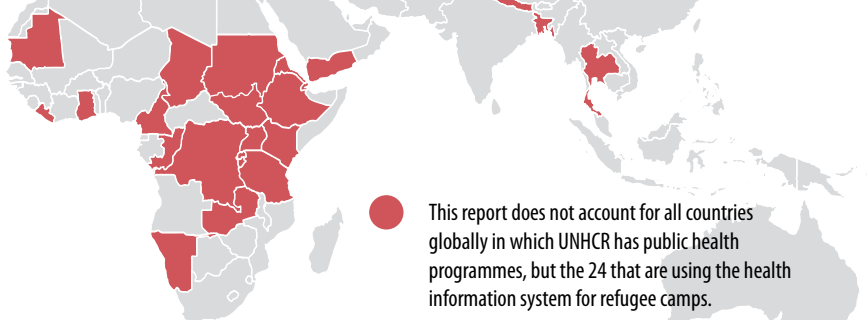 This report does not account for all countries
globally in which UNHCR has public health
programmes, but the 24 that are using the health
information system for refugee camps.